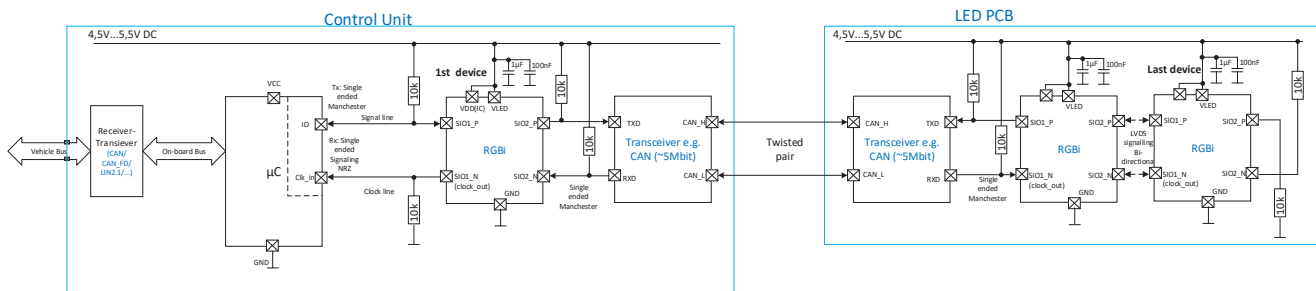 Control Unit
4,5V...5,5V DC
VCC
Tx: Single
ended
Manchester
Signal line
10k
1st device
1µF
100nF
VDD(IC)
VLED
10k
10k
Receiver-
Transiever
(CAN/
CAN_FD/
LIN2.1/...)
Vehicle Bus
On-board Bus
µC
IO
Clk_in
GND
Rx: Single
ended
Signaling
NRZ
Clock line
10k
SIO1_P
SIO2_P
RGBi
SIO1_N
(clock_out)
SIO2_N
GND
Single
ended
Manchester
TXD
CAN_H
Transceiver e.g.
CAN (~5Mbit)
RXD
CAN_L
Twisted
pair
LED PCB
4,5V...5,5V DC
CAN_H
TXD
Transceiver e.g.
CAN (~5Mbit)
CAN_L
RXD
10k
10k
Single
ended
Manchester
1µF
100nF
VLED
SIO1_P
SIO2_P
RGBi
SIO1_N
(clock_out)
SIO2_N
GND
LVDS
signalling
Bi-
directional
Last device
1µF
100nF
VLED
SIO1_P
SIO2_P
RGBi
SIO1_N
(clock_out)
SIO2_N
GND
10k
10k